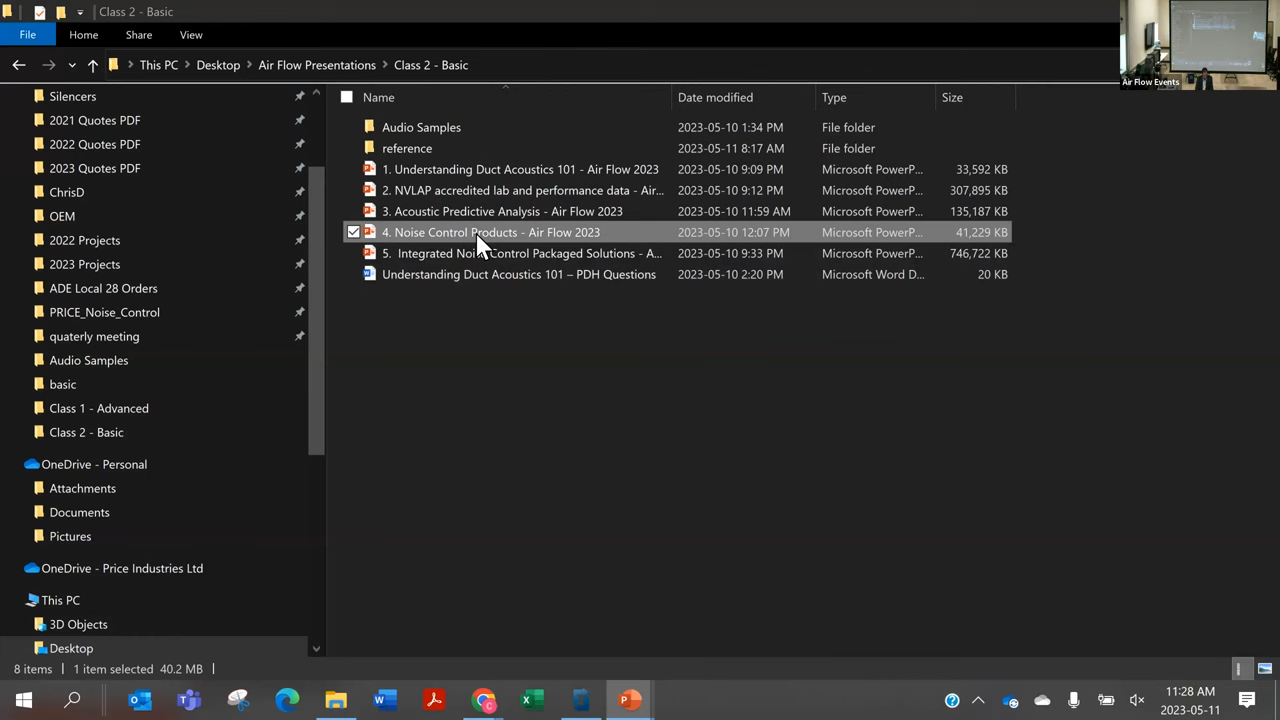 Class 2 - Basic
File Home Share View
This PC Desktop Air Flow Presentations Class 2 - Basic
Air Flow Events
Name Date modified Type Size
Silencers
2021 Quotes PDF
2022 Quotes PDF
2023 Quotes PDF
ChrisD
OEM
2022 Projects
2023 Projects
ADE Local 28 Orders
PRICE_Noise_Control
quaterly meeting
Audio Samples
basic
Class 1 - Advanced
Class 2 - Basic
OneDrive - Personal
Attachments
Documents
Pictures
OneDrive - Price Industries Ltd
This PC
3D Objects
Desktop
Audio Samples 2023-05-10 1:34 PM File folder
reference 2023-05-11 8:17 AM File folder
1. Understanding Duct Acoustics 101 - Air Flow 2023 2023-05-10 9:09 PM Microsoft PowerP... 33,592 KB
2. NVLAP accredited lab and performance data - Air... 2023-05-10 9:12 PM Microsoft PowerP... 307,895 KB
3. Acoustic Predictive Analysis - Air Flow 2023 2023-05-10 11:59 AM Microsoft PowerP... 135,187 KB
4. Noise Control Products - Air Flow 2023 2023-05-10 12:07 PM Microsoft PowerP... 41,229 KB
5. Integrated Noise Control Packaged Solutions - A... 2023-05-10 9:33 PM Microsoft PowerP... 746,722 KB
Understanding Duct Acoustics 101 – PDH Questions 2023-05-10 2:20 PM Microsoft Word D... 20 KB
8 items 1 item selected 40.2 MB
11:28 AM
2023-05-11